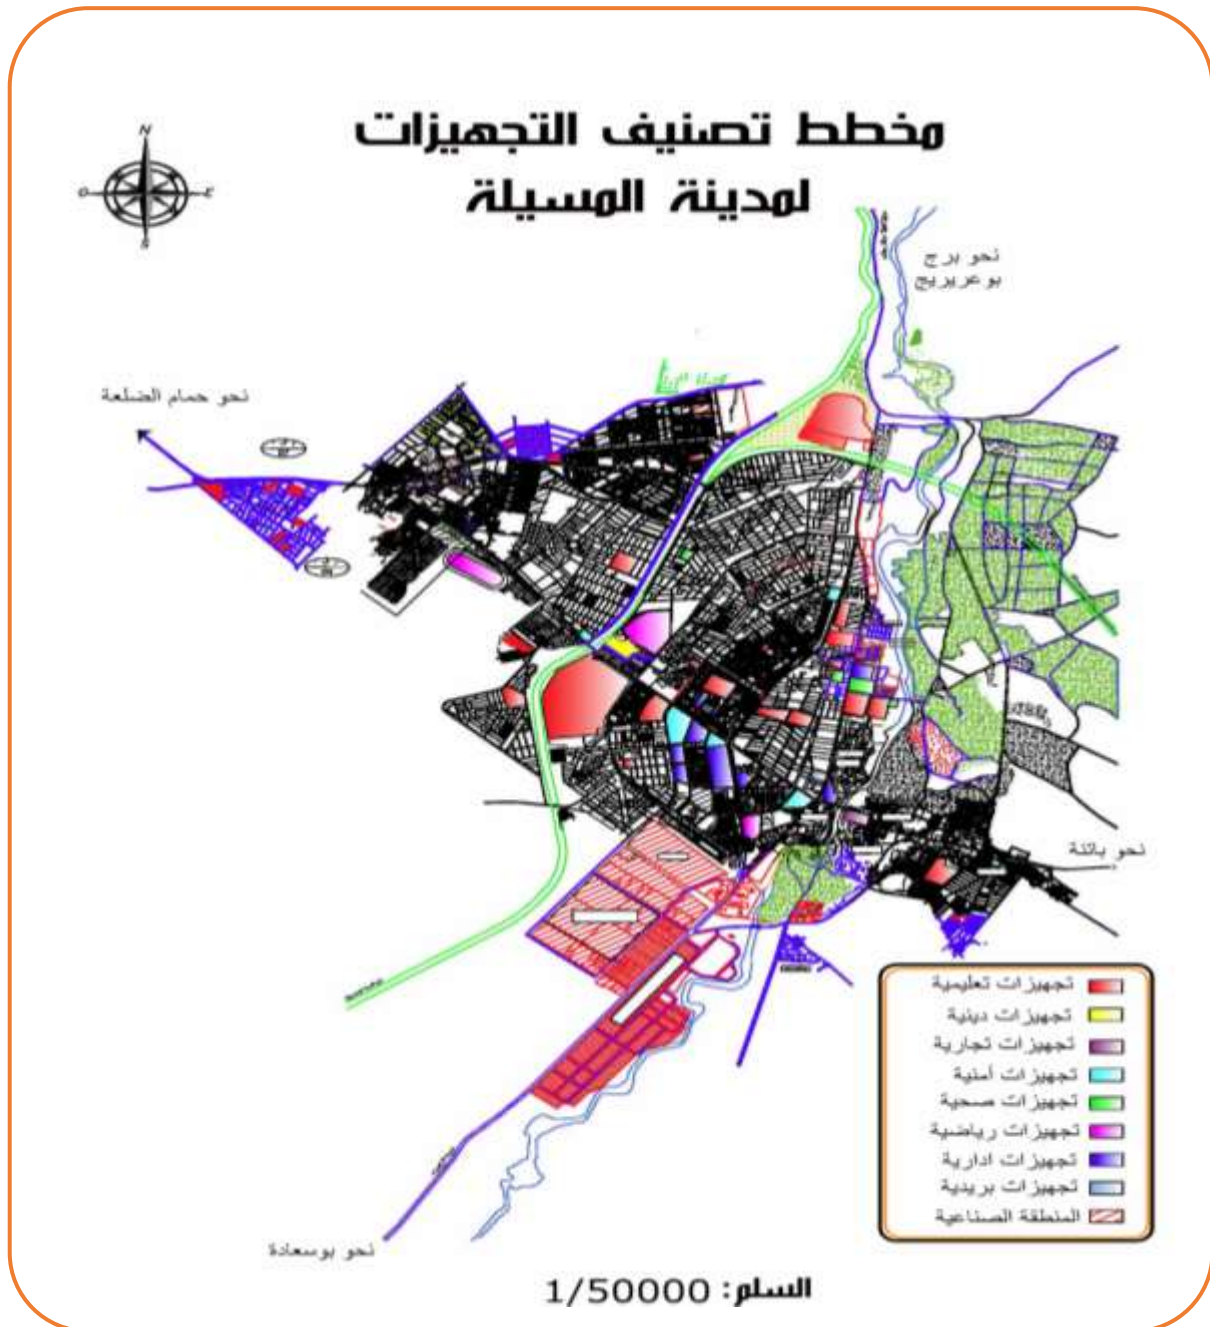 مخطط تصنيف التجهيزات
لمدينة المسيلة
N
O
E
S
نحو برج
بوعريريج
نحو حمام الضلعة
نحو باتنة
تجهيزات تعليمية
تجهيزات دينية
تجهيزات تجارية
تجهيزات أمنية
تجهيزات صحية
تجهيزات رياضية
تجهيزات ادارية
تجهيزات بريدية
المنطقة الصناعية
نحو بوسعادة
السلم: 1/50000